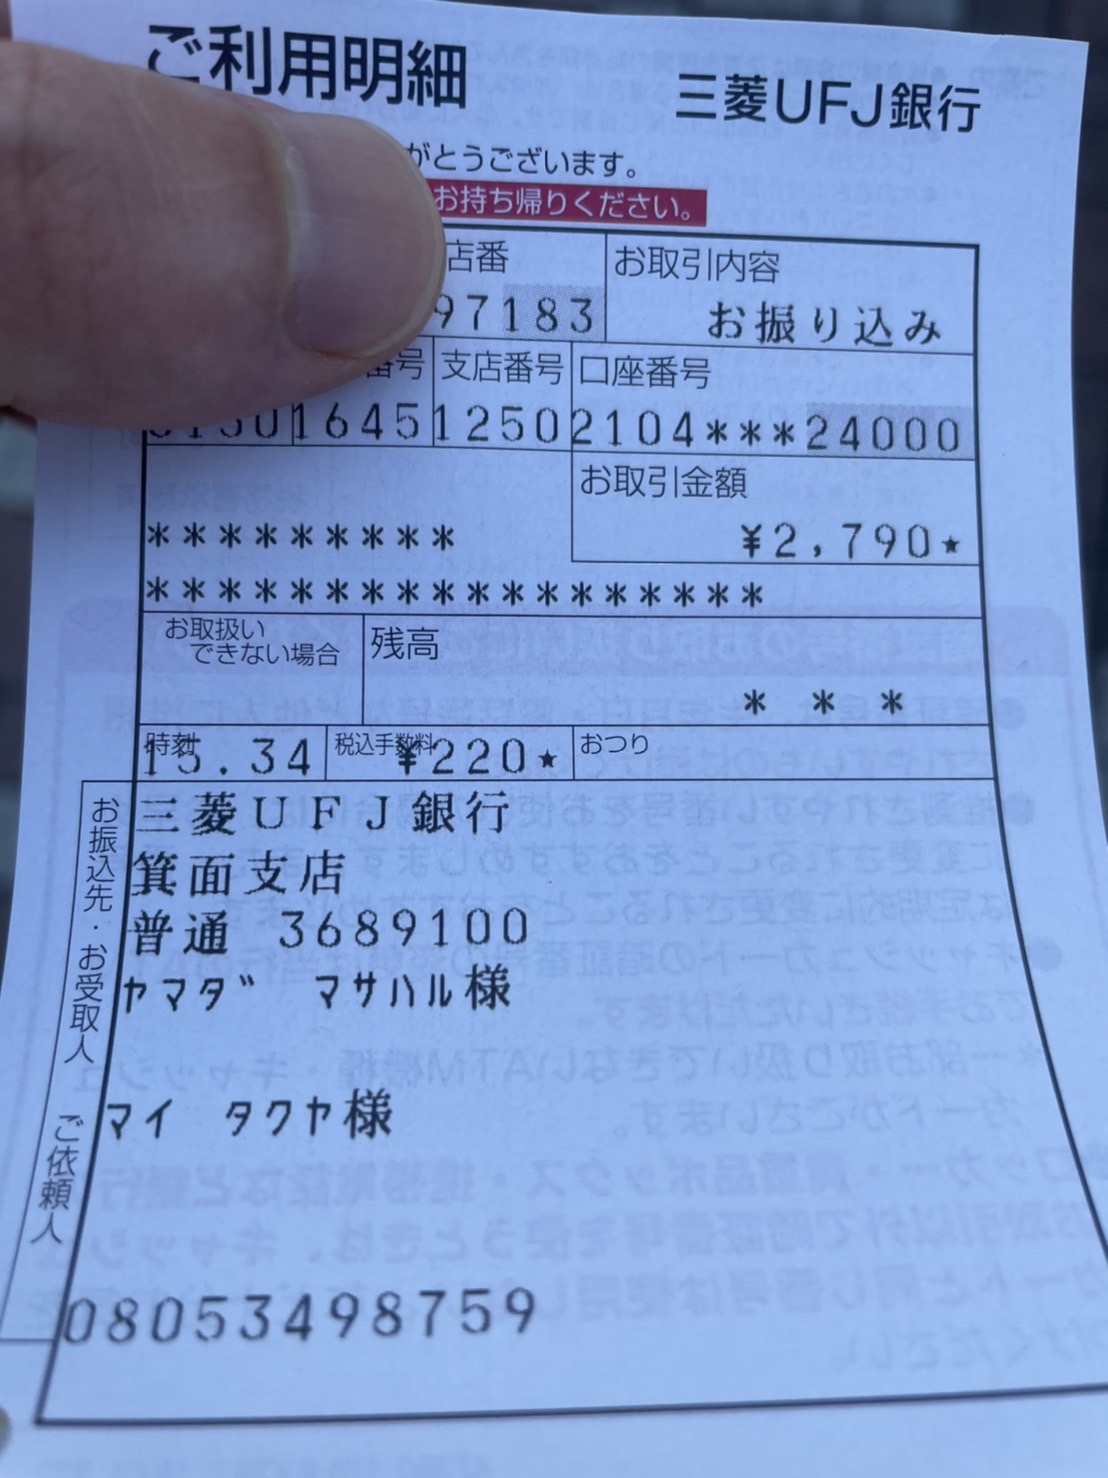 ご利用明細
三菱UFJ銀行
がとうございます。
お持ち帰りください。
店番 お取引内容
97183 お振り込み
番号 支店番号 口座番号
1645 1250 2104***24000
お取引金額
¥2,790★
*********
******************
お取扱い
できない場合
残高
* * *
時刻 税込手数料 おつり
15.34 ¥220★
お振込先・お受取人
三菱UFJ銀行
箕面支店
普通 3689100
ヤマダ゛ マサハル様
ご依頼人
マイ タクヤ様
08053498759